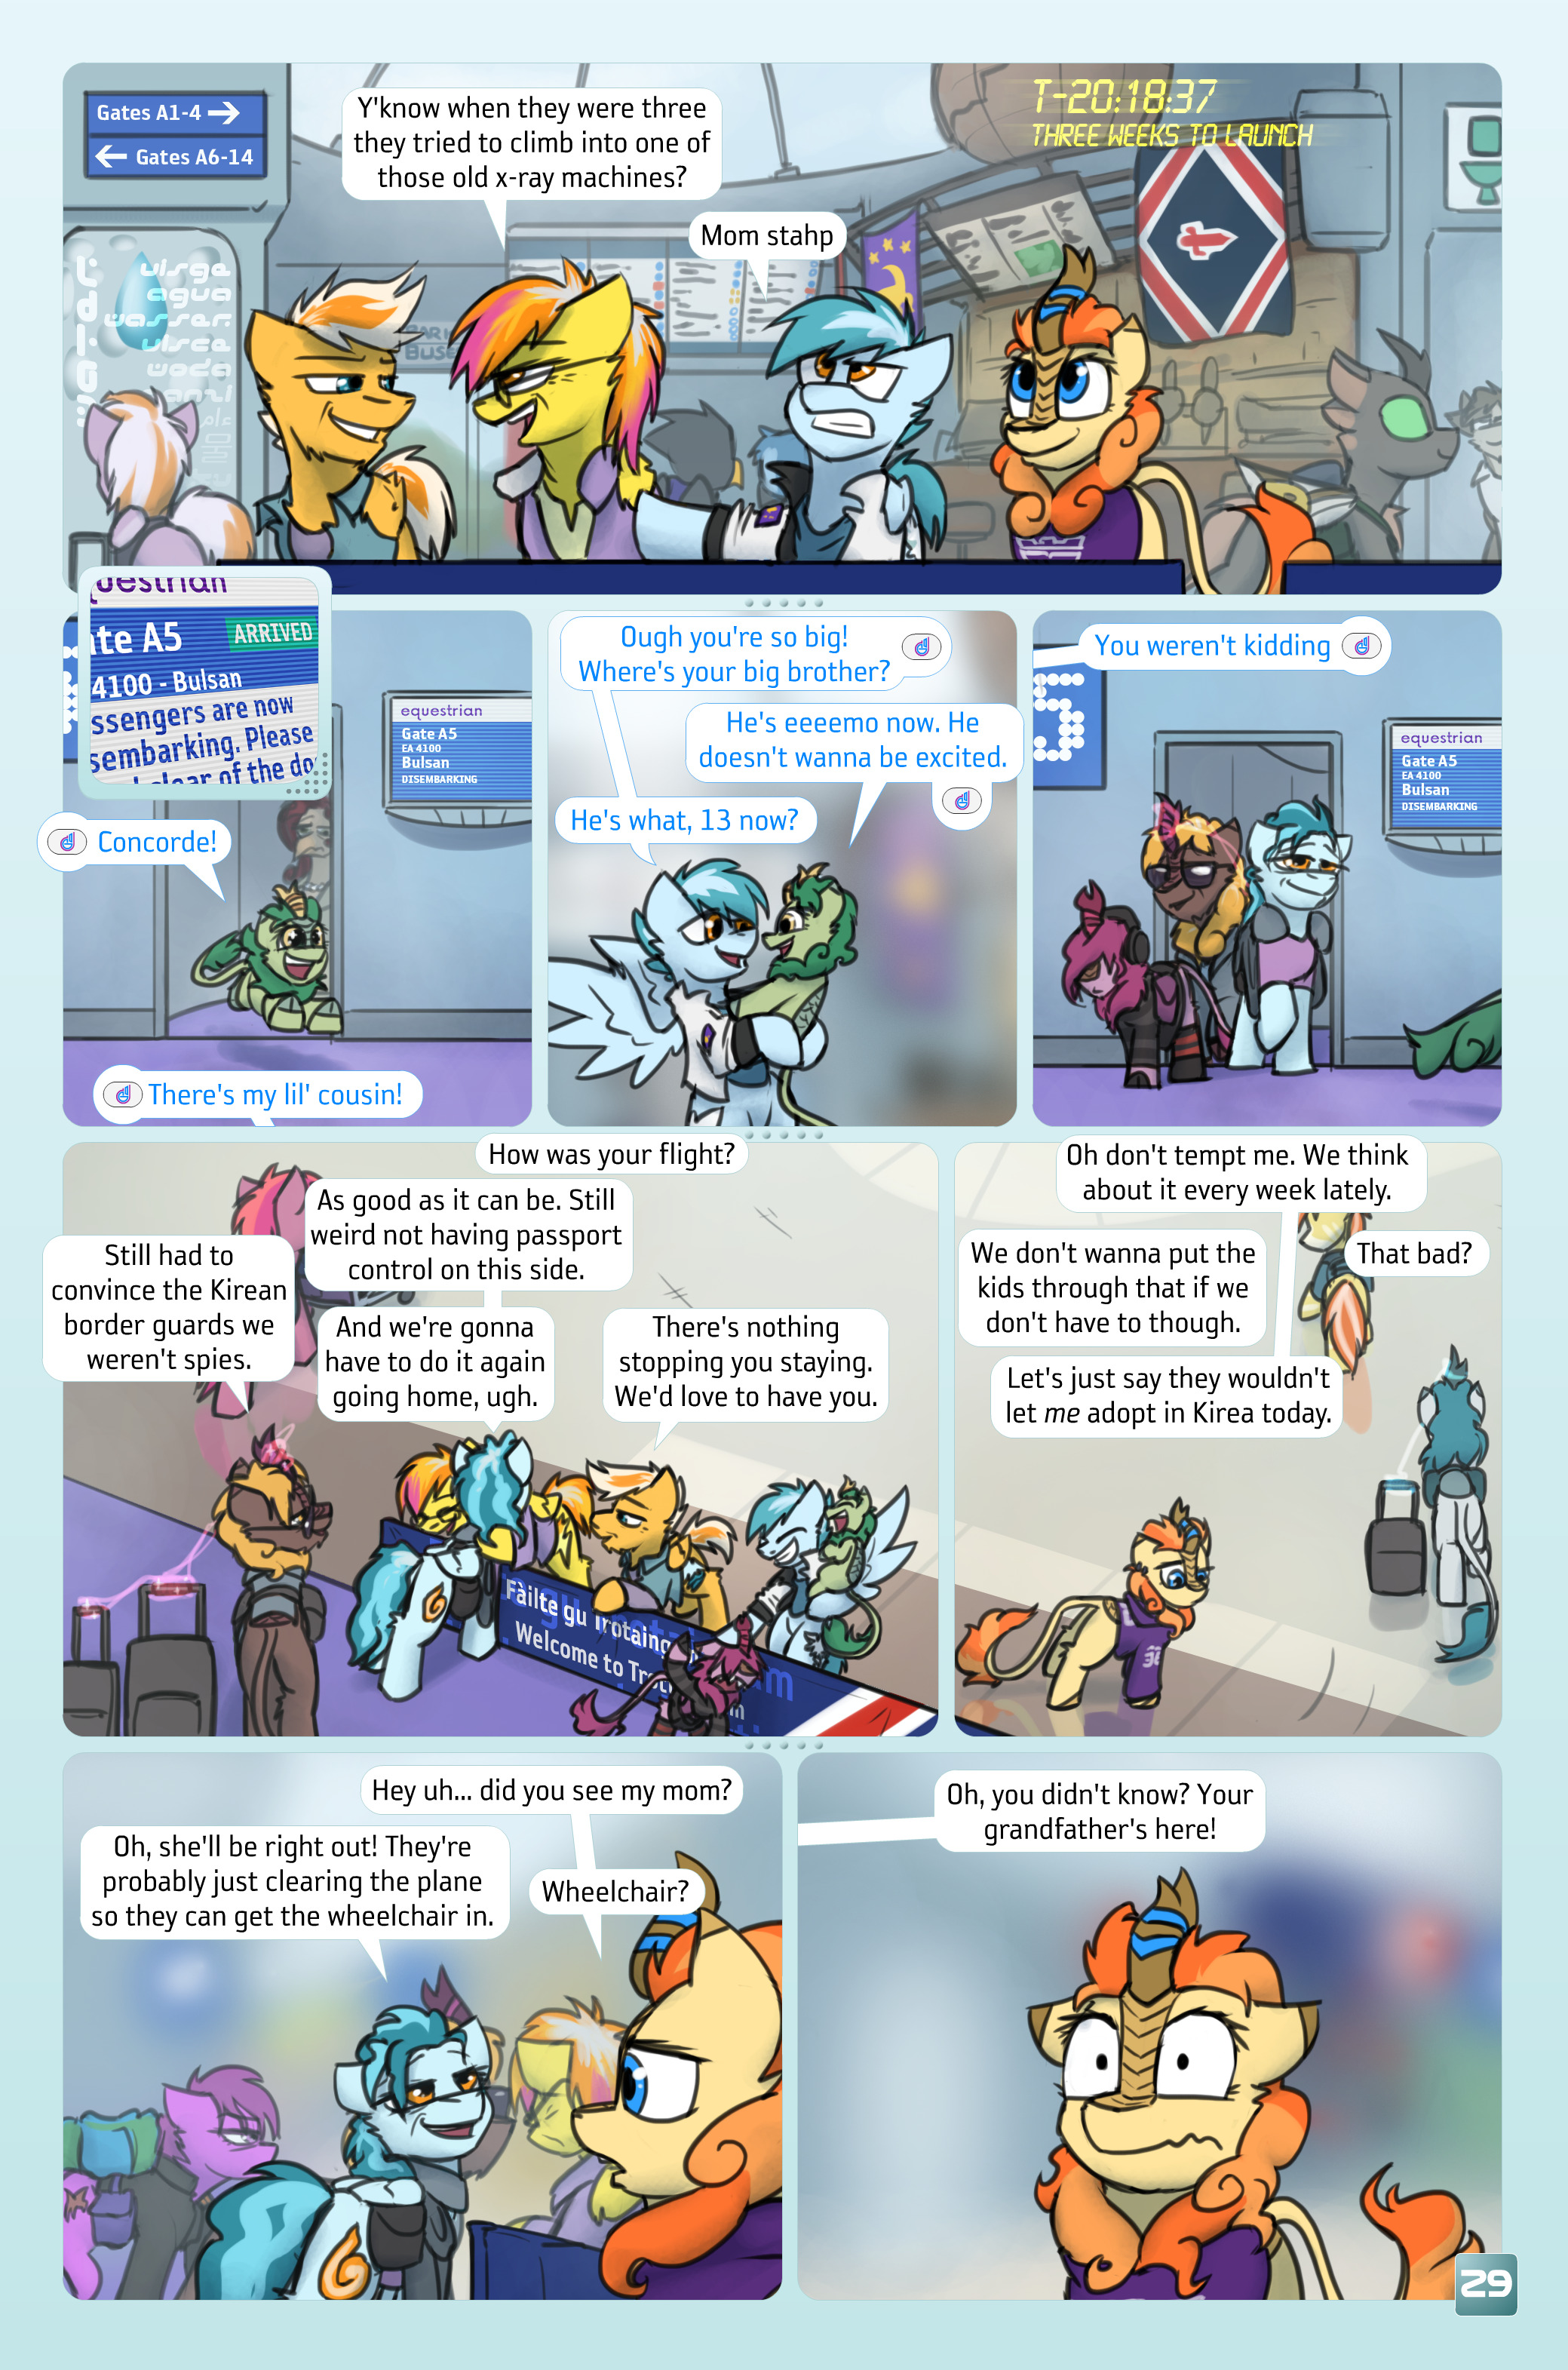 Gates A1-4 →
← Gates A6-14
Y'know when they were three
they tried to climb into one of
those old x-ray machines?
Mom stahp
T-20:18:37
THREE WEEKS TO LAUNCH
water
uisge
agua
wasser
uisce
woda
equestrian
Gate A5
ARRIVED
4100 - Bulsan
ssengers are now
sembarking. Please
clear of the do
equestrian
Gate A5
EA 4100
Bulsan
DISEMBARKING
Concorde!
There's my lil' cousin!
Ough you're so big!
Where's your big brother?
He's eeeemo now. He
doesn't wanna be excited.
He's what, 13 now?
You weren't kidding
5
equestrian
Gate A5
EA 4100
Bulsan
DISEMBARKING
How was your flight?
As good as it can be. Still
weird not having passport
control on this side.
Still had to
convince the Kirean
border guards we
weren't spies.
And we're gonna
have to do it again
going home, ugh.
There's nothing
stopping you staying.
We'd love to have you.
Fàilte gu Trotaing
Welcome to Tro
Oh don't tempt me. We think
about it every week lately.
That bad?
We don't wanna put the
kids through that if we
don't have to though.
Let's just say they wouldn't
let me adopt in Kirea today.
38
Hey uh... did you see my mom?
Oh, she'll be right out! They're
probably just clearing the plane
so they can get the wheelchair in.
Wheelchair?
Oh, you didn't know? Your
grandfather's here!
29